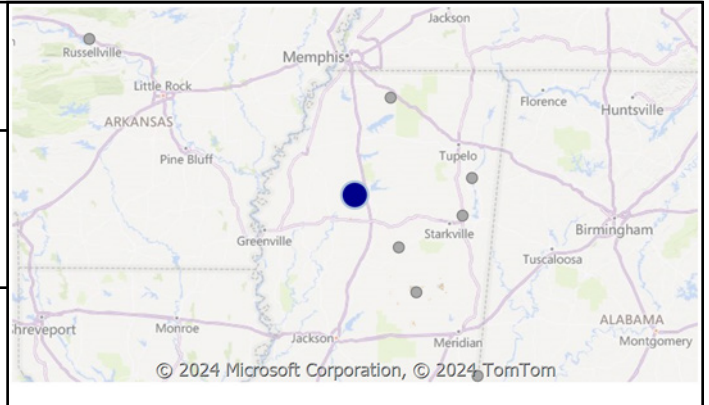 Jackson
Russellville
Memphis
Little Rock
Florence
Huntsville
ARKANSAS
Pine Bluff
Tupelo
Greenville
Starkville
Birmingham
Tuscaloosa
ALABAMA
hreveport
Monroe
Jackson
Meridian
Montgomery
© 2024 Microsoft Corporation, © 2024 TomTom